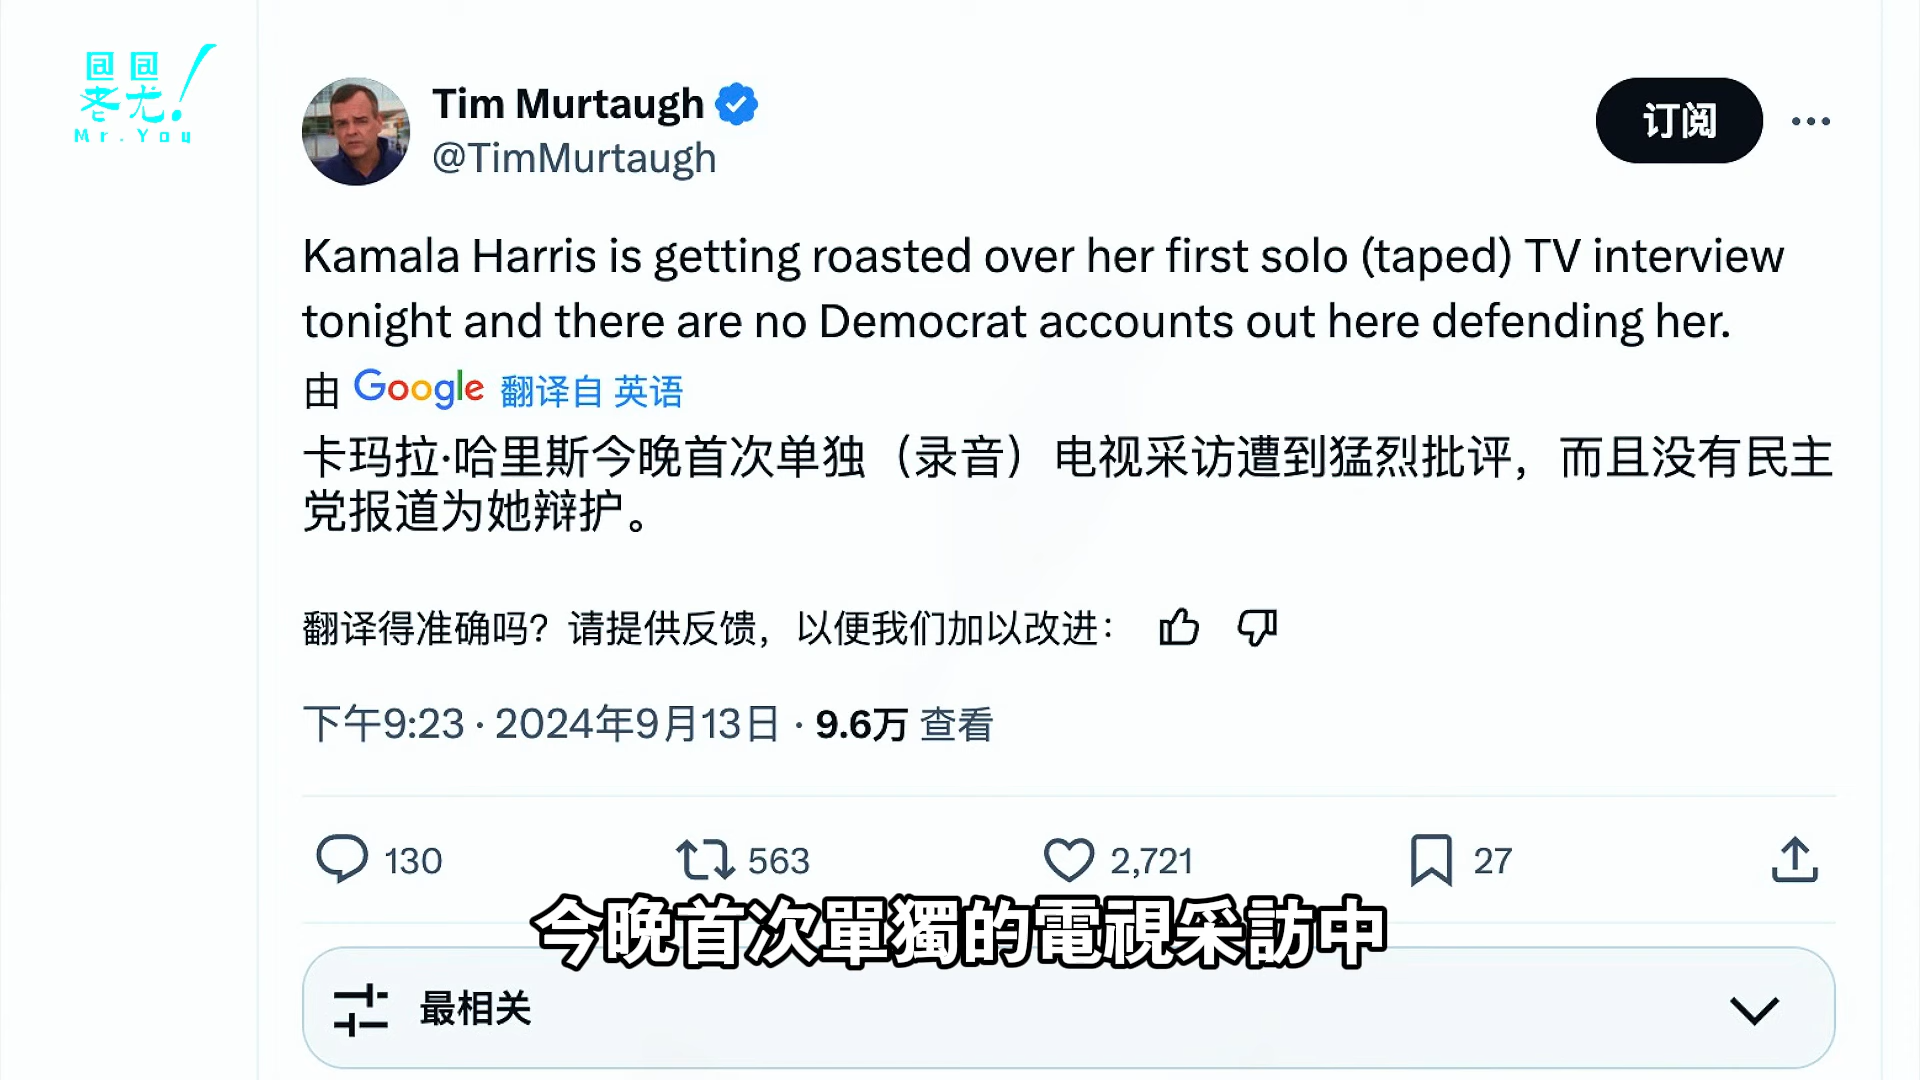 老尤!
Mr.You
Tim Murtaugh
@TimMurtaugh
订阅
Kamala Harris is getting roasted over her first solo (taped) TV interview
tonight and there are no Democrat accounts out here defending her.
由 Google 翻译自 英语
卡玛拉·哈里斯今晚首次单独（录音）电视采访遭到猛烈批评，而且没有民主
党报道为她辩护。
翻译得准确吗？请提供反馈，以便我们加以改进：
下午9:23 · 2024年9月13日 · 9.6万 查看
130 563 2,721 27
今晚首次單獨的電視采訪中
最相关